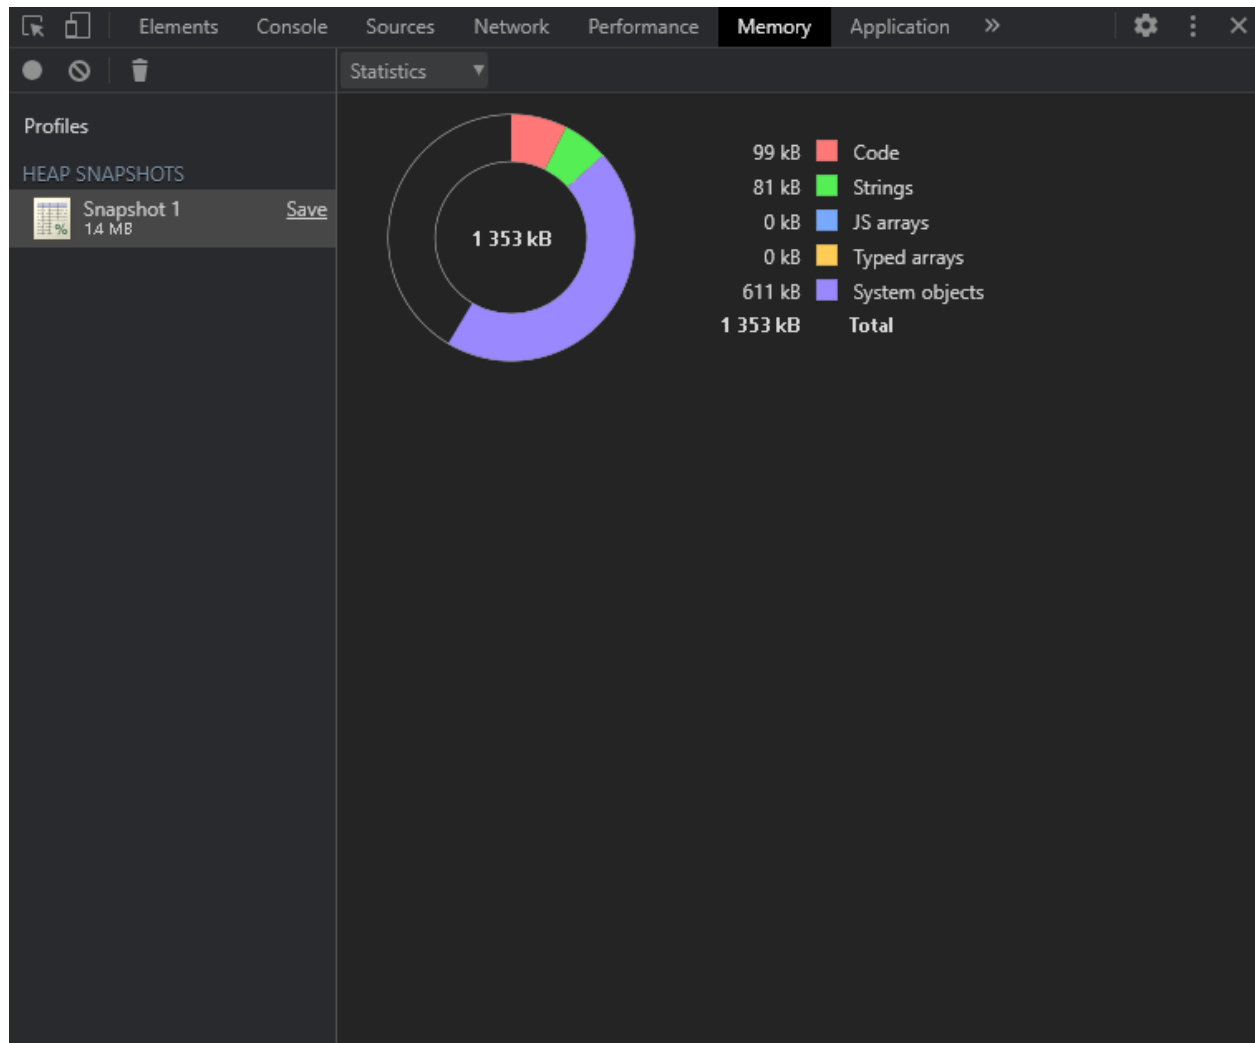 Elements Console Sources Network Performance Memory Application »
Statistics ▼
Profiles
HEAP SNAPSHOTS
Snapshot 1 Save
1.4 MB
%
1 353 kB
99 kB Code
81 kB Strings
0 kB JS arrays
0 kB Typed arrays
611 kB System objects
1 353 kB Total